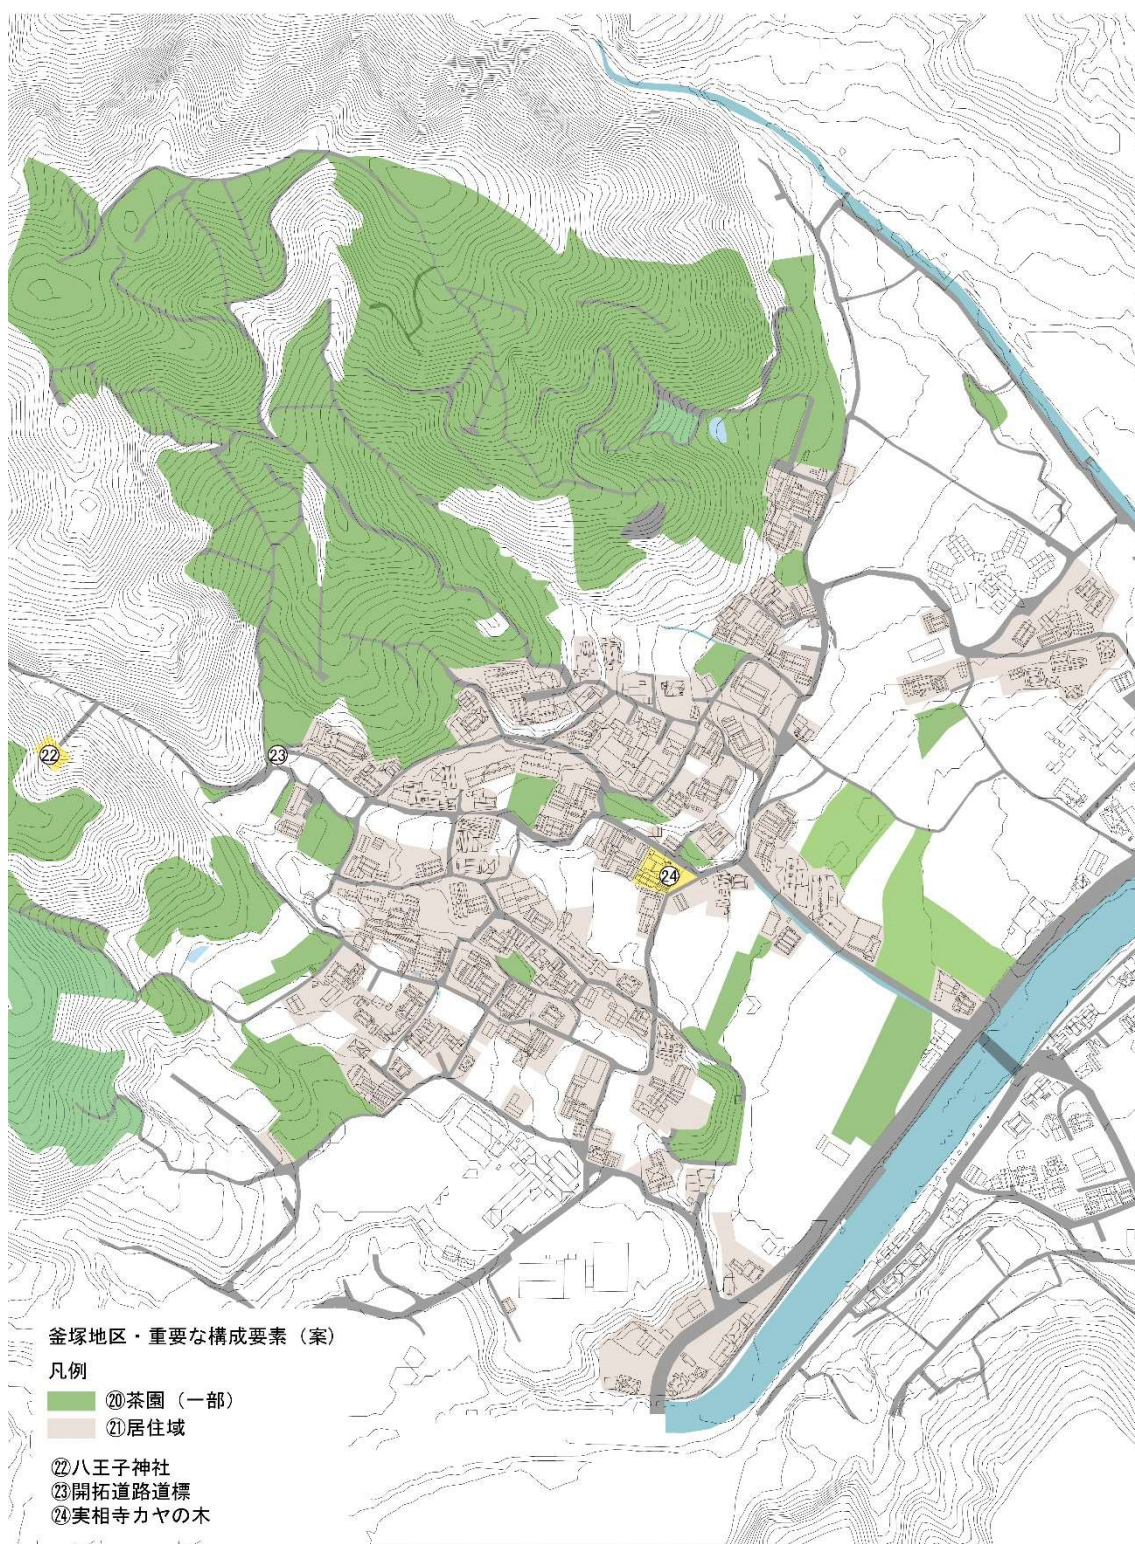 ㉒
㉓
㉔
釜塚地区・重要な構成要素（案）
凡例
⑳茶園（一部）
㉑居住域
㉒八王子神社
㉓開拓道路道標
㉔実相寺カヤの木